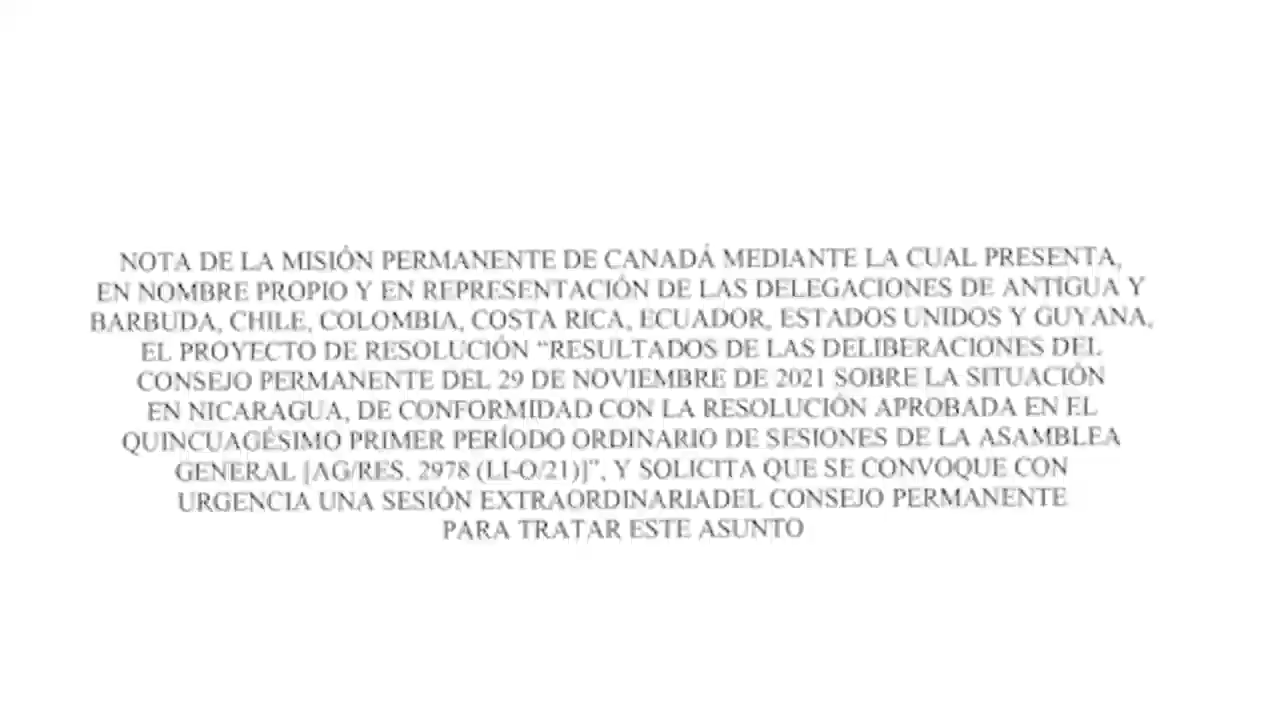 NOTA DE LA MISIÓN PERMANENTE DE CANADÁ MEDIANTE LA CUAL PRESENTA,
EN NOMBRE PROPIO Y EN REPRESENTACIÓN DE LAS DELEGACIONES DE ANTIGUA Y
BARBUDA, CHILE, COLOMBIA, COSTA RICA, ECUADOR, ESTADOS UNIDOS Y GUYANA,
EL PROYECTO DE RESOLUCIÓN “RESULTADOS DE LAS DELIBERACIONES DEL
CONSEJO PERMANENTE DEL 29 DE NOVIEMBRE DE 2021 SOBRE LA SITUACIÓN
EN NICARAGUA, DE CONFORMIDAD CON LA RESOLUCIÓN APROBADA EN EL
QUINCUAGÉSIMO PRIMER PERÍODO ORDINARIO DE SESIONES DE LA ASAMBLEA
GENERAL [AG/RES. 2978 (LI-O/21)]”, Y SOLICITA QUE SE CONVOQUE CON
URGENCIA UNA SESIÓN EXTRAORDINARIADEL CONSEJO PERMANENTE
PARA TRATAR ESTE ASUNTO